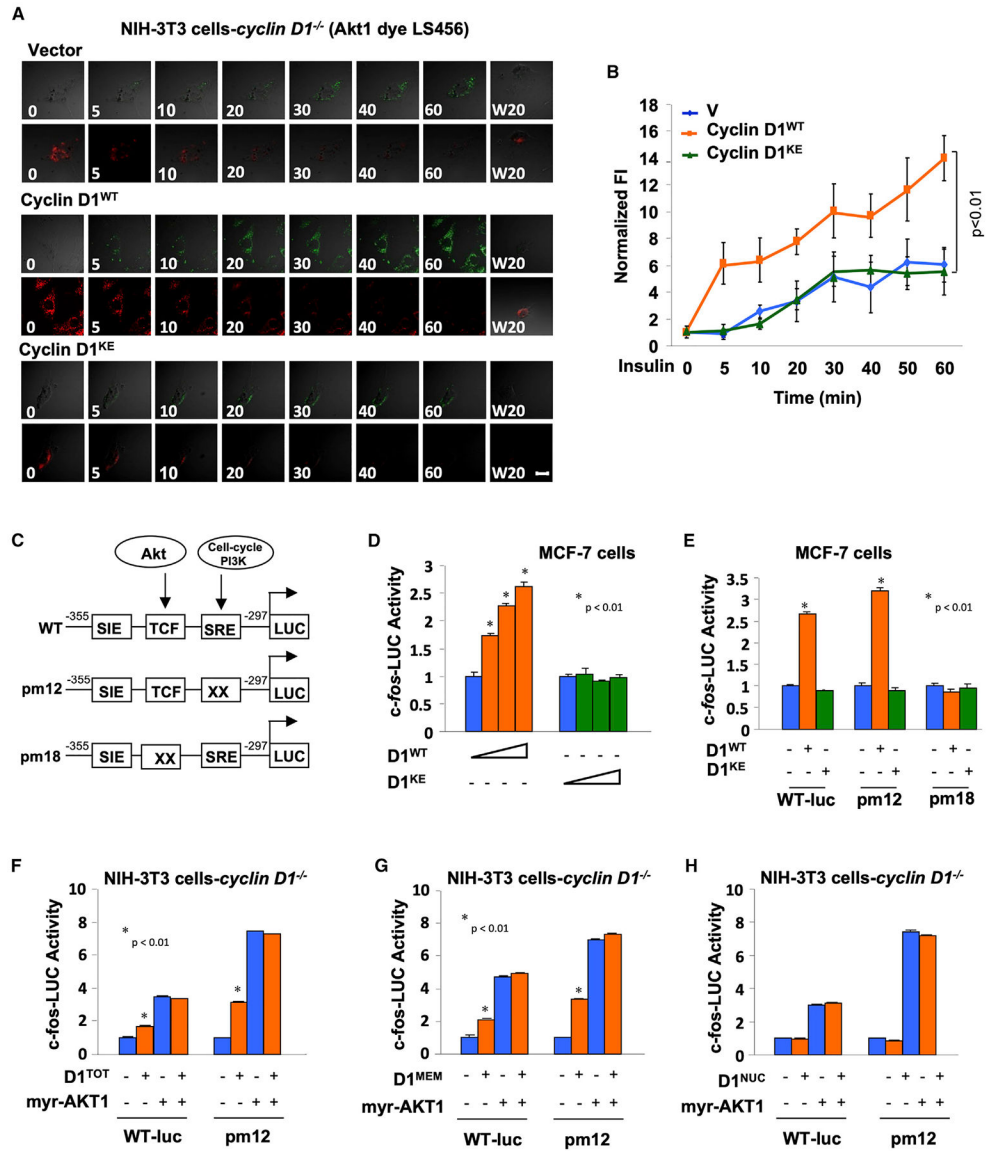 A
NIH-3T3 cells-cyclin D1-/- (Akt1 dye LS456)
Vector
0 5 10 20 30 40 60 W20
0 5 10 20 30 40 60 W20
Cyclin D1WT
0 5 10 20 30 40 60 W20
0 5 10 20 30 40 60 W20
Cyclin D1KE
0 5 10 20 30 40 60 W20
0 5 10 20 30 40 60 W20
B
Normalized FI
18
16
14
12
10
8
6
4
2
0
V
Cyclin D1WT
Cyclin D1KE
p<0.01
Insulin 0 5 10 20 30 40 50 60
Time (min)
C
Akt
Cell-cycle
PI3K
WT -355 SIE TCF SRE -297 LUC
pm12 -355 SIE TCF XX -297 LUC
pm18 -355 SIE XX SRE -297 LUC
D
MCF-7 cells
c-fos-LUC Activity
3
2.5
2
1.5
1
0.5
0
* * *
* p < 0.01
D1WT - - - -
D1KE - - - -
E
MCF-7 cells
c-fos-LUC Activity
3.5
3
2.5
2
1.5
1
0.5
0
* *
* p < 0.01
D1WT - + - - + - - + -
D1KE - - + - - + - - +
WT-luc pm12 pm18
F
NIH-3T3 cells-cyclin D1-/-
c-fos-LUC Activity
10
8
6
4
2
0
* p < 0.01
* *
D1TOT - + - + - + - +
myr-AKT1 - - + + - - + +
WT-luc pm12
G
NIH-3T3 cells-cyclin D1-/-
c-fos-LUC Activity
10
8
6
4
2
0
* p < 0.01
* *
D1MEM - + - + - + - +
myr-AKT1 - - + + - - + +
WT-luc pm12
H
NIH-3T3 cells-cyclin D1-/-
c-fos-LUC Activity
10
8
6
4
2
0
D1NUC - + - + - + - +
myr-AKT1 - - + + - - + +
WT-luc pm12